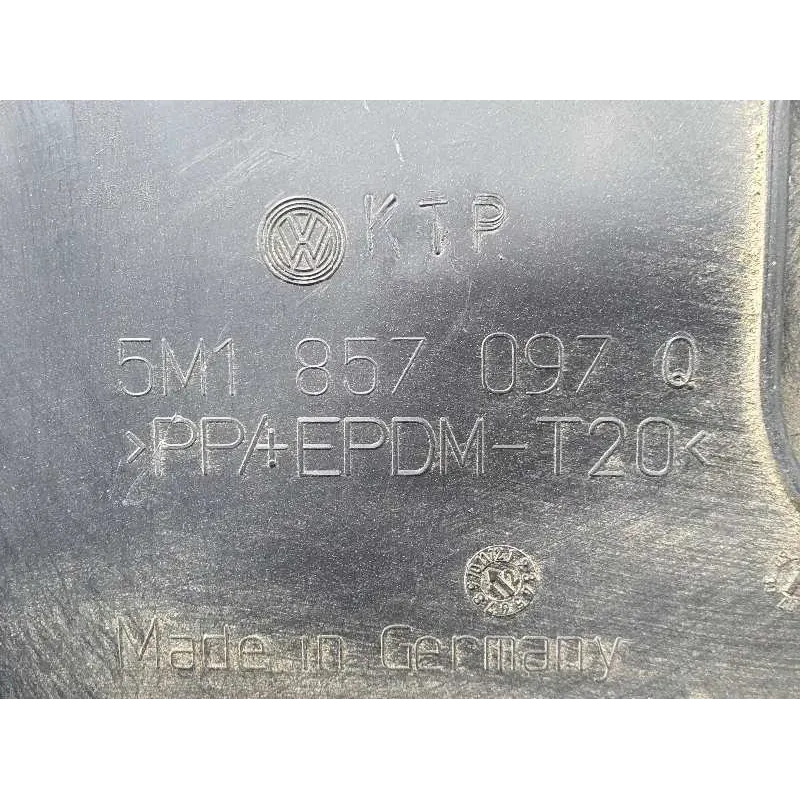 KTP
5M1 857 097 Q
>PP+EPDM-T20<
Made in Germany